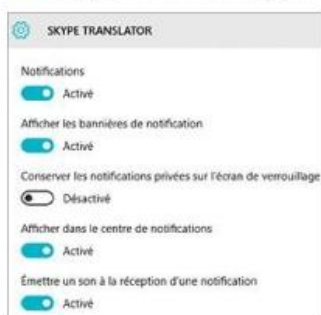 SKYPE TRANSLATOR
Notifications
Activé
Afficher les bannières de notification
Activé
Conserver les notifications privées sur l'écran de verrouillage
Désactivé
Afficher dans le centre de notifications
Activé
Émettre un son à la réception d'une notification
Activé